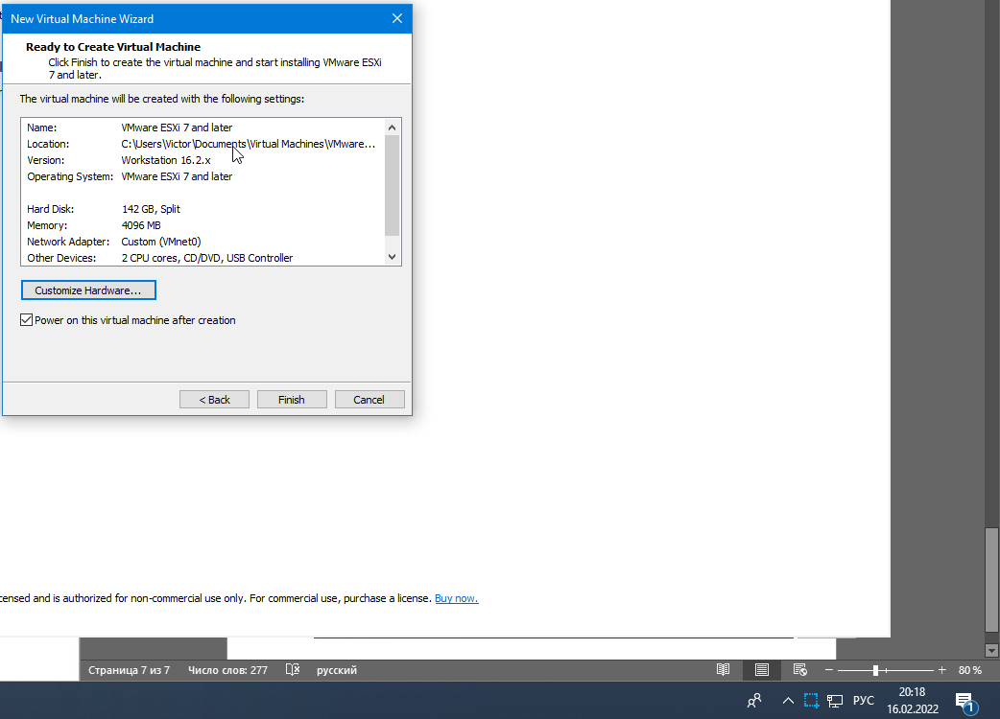 New Virtual Machine Wizard
Ready to Create Virtual Machine
Click Finish to create the virtual machine and start installing VMware ESXi
7 and later.
The virtual machine will be created with the following settings:
Name: VMware ESXi 7 and later
Location: C:\Users\Victor\Documents\Virtual Machines\VMware...
Version: Workstation 16.2.x
Operating System: VMware ESXi 7 and later
Hard Disk: 142 GB, Split
Memory: 4096 MB
Network Adapter: Custom (VMnet0)
Other Devices: 2 CPU cores, CD/DVD, USB Controller
Customize Hardware...
Power on this virtual machine after creation
< Back Finish Cancel
and is authorized for non-commercial use only. For commercial use, purchase a license. Buy now.
Страница 7 из 7 Число слов: 277 русский 80 %
РУС 20:18
16.02.2022 1